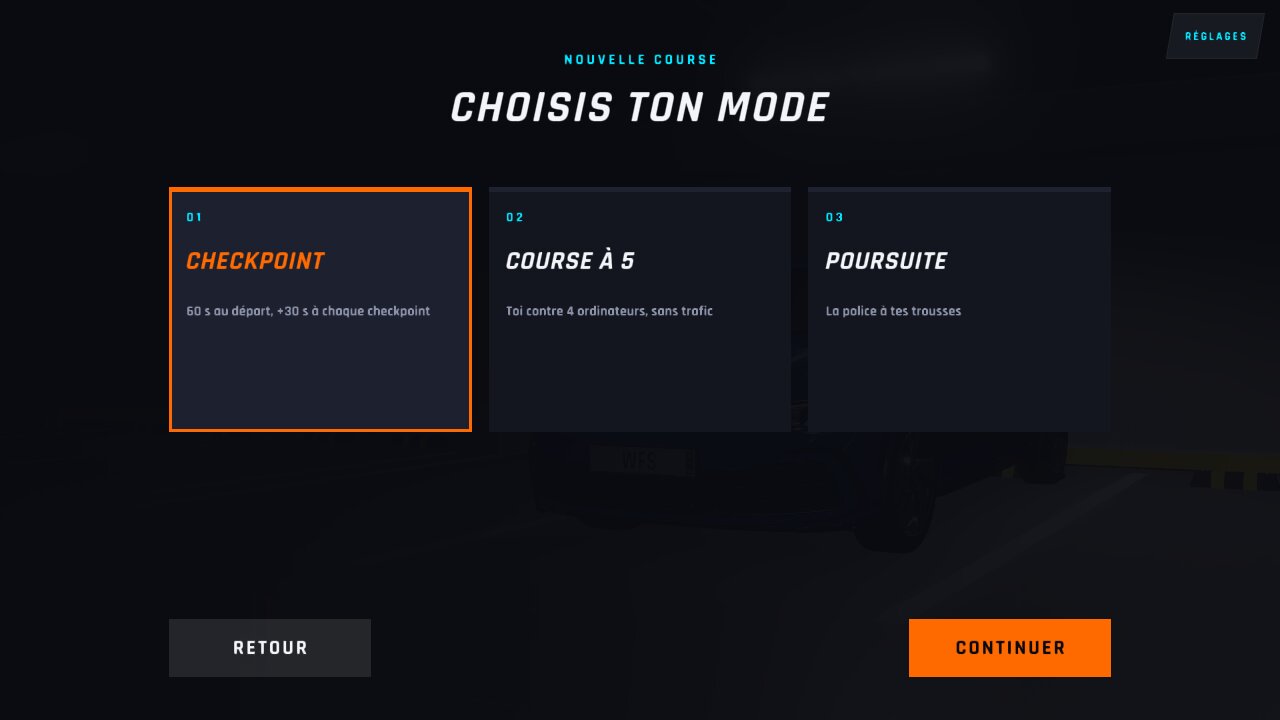 RÉGLAGES
NOUVELLE COURSE
CHOISIS TON MODE
01
CHECKPOINT
60 s au départ, +30 s à chaque checkpoint
02
COURSE À 5
Toi contre 4 ordinateurs, sans trafic
03
POURSUITE
La police à tes trousses
WFS
RETOUR
CONTINUER